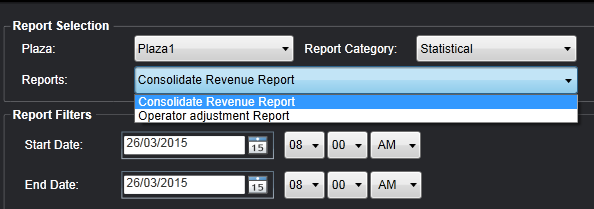 Report Selection
Plaza: Plaza1 Report Category: Statistical
Reports: Consolidate Revenue Report
Consolidate Revenue Report
Operator adjustment Report
Report Filters
Start Date: 26/03/2015 15 08 00 AM
End Date: 26/03/2015 15 08 00 AM